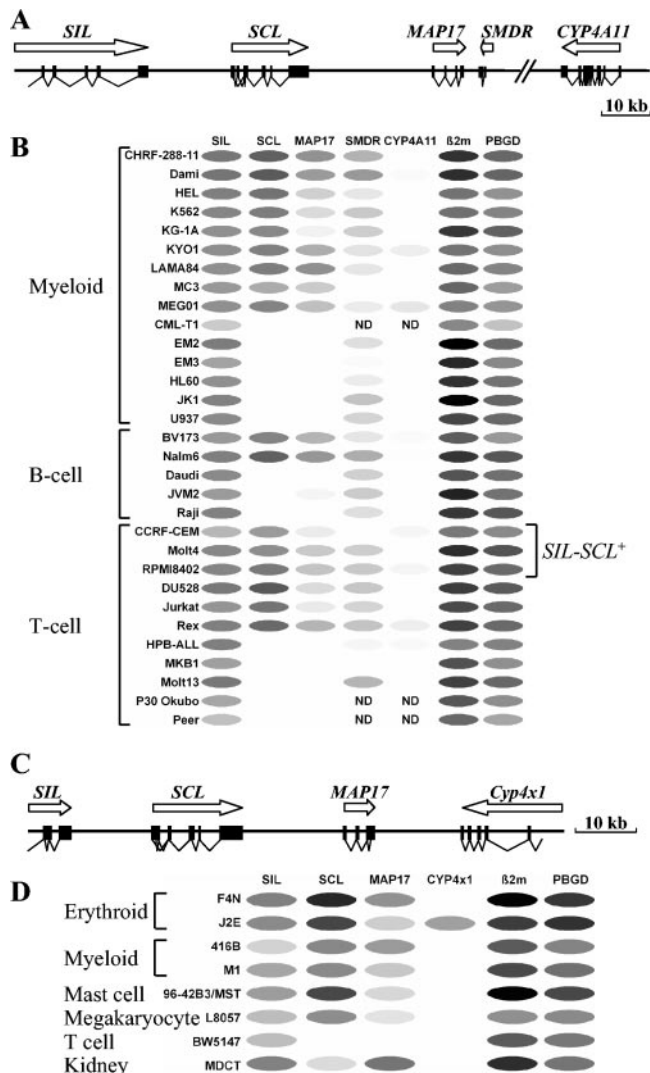 A
SIL SCL MAP17 SMDR CYP4A11
10 kb
B
SIL SCL MAP17 SMDR CYP4A11 ß2m PBGD
Myeloid
CHRF-288-11
Dami
HEL
K562
KG-1A
KYO1
LAMA84
MC3
MEG01
CML-T1 ND ND
EM2
EM3
HL60
JK1
U937
B-cell
BV173
Nalm6
Daudi
JVM2
Raji
T-cell
CCRF-CEM
Molt4
RPMI8402
SIL-SCL+
DU528
Jurkat
Rex
HPB-ALL
MKB1
Molt13
P30 Okubo ND ND
Peer ND ND
C
SIL SCL MAP17 Cyp4x1
10 kb
D
SIL SCL MAP17 CYP4x1 ß2m PBGD
Erythroid
F4N
J2E
Myeloid
416B
M1
Mast cell 96-42B3/MST
Megakaryocyte L8057
T cell BW5147
Kidney MDCT